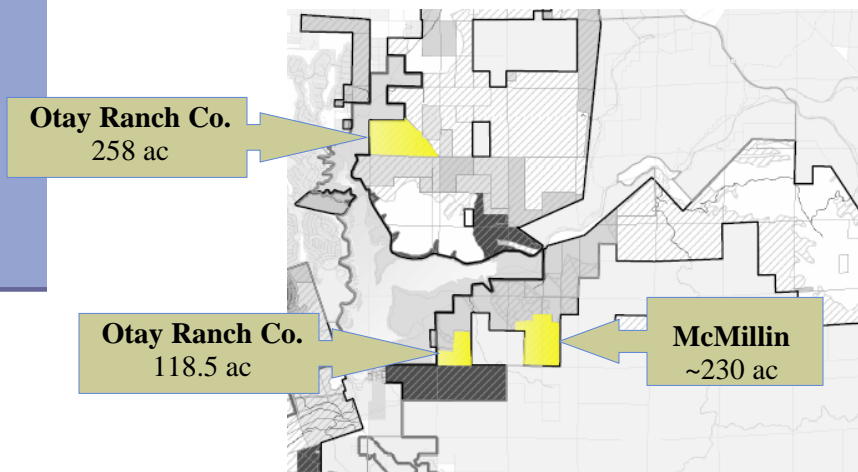 Otay Ranch Co.
258 ac
Otay Ranch Co.
118.5 ac
McMillin
~230 ac